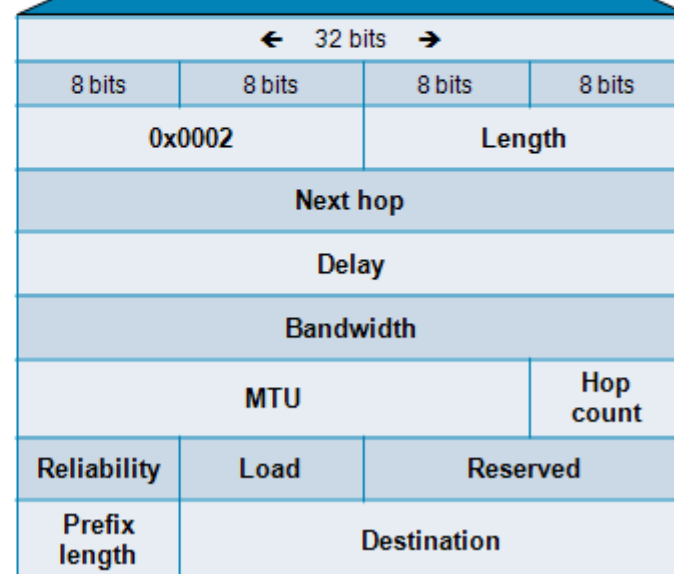 ← 32 bits →
8 bits 8 bits 8 bits 8 bits
0x0002 Length
Next hop
Delay
Bandwidth
MTU Hop count
Reliability Load Reserved
Prefix length Destination